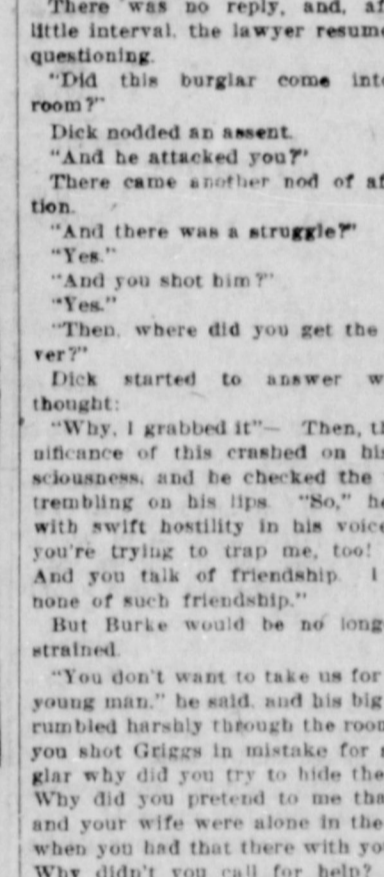 There was no reply, and, af
little interval, the lawyer resum
questioning.
"Did this burglar come int
room?"
Dick nodded an assent.
"And he attacked you?"
There came another nod of af
tion.
"And there was a struggle?"
"Yes."
"And you shot him?"
"Yes."
"Then, where did you get the
ver?"
Dick started to answer w
thought:
"Why, I grabbed it"— Then, t
nificance of this crashed on his
sciousness, and he checked the
trembling on his lips. "So," h
with swift hostility in his voice
you're trying to trap me, too!
And you talk of friendship. I
none of such friendship."
But Burke would be no long
strained.
"You don't want to take us for
young man," he said, and his big
rumbled harshly through the room
you shot Griggs in mistake for
glar why did you try to hide the
Why did you pretend to me tha
and your wife were alone in the
when you had that there with yo
Why didn't you call for help?